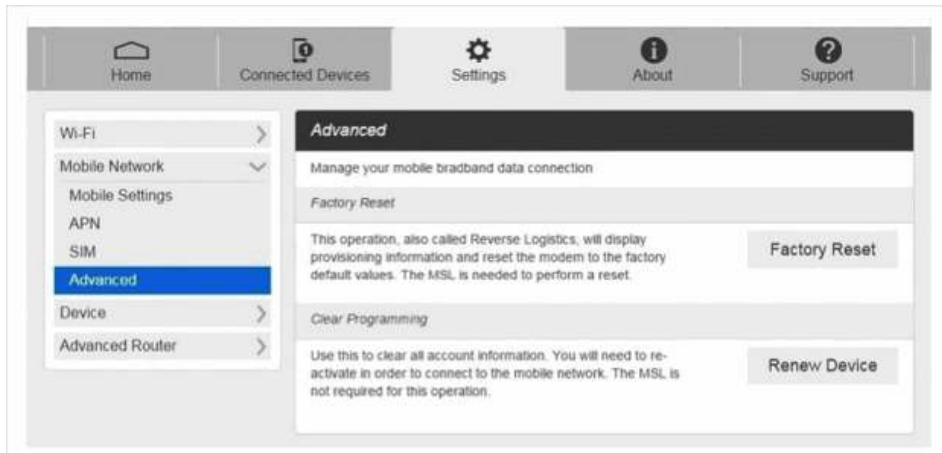 Home
Connected Devices
Settings
About
Support
Wi-Fi
Mobile Network
Mobile Settings
APN
SIM
Advanced
Device
Advanced Router
Advanced
Manage your mobile bradband data connection
Factory Reset
This operation, also called Reverse Logistics, will display
provisioning information and reset the modem to the factory
default values. The MSL is needed to perform a reset.
Factory Reset
Clear Programming
Use this to clear all account information. You will need to re-
activate in order to connect to the mobile network. The MSL is
not required for this operation.
Renew Device